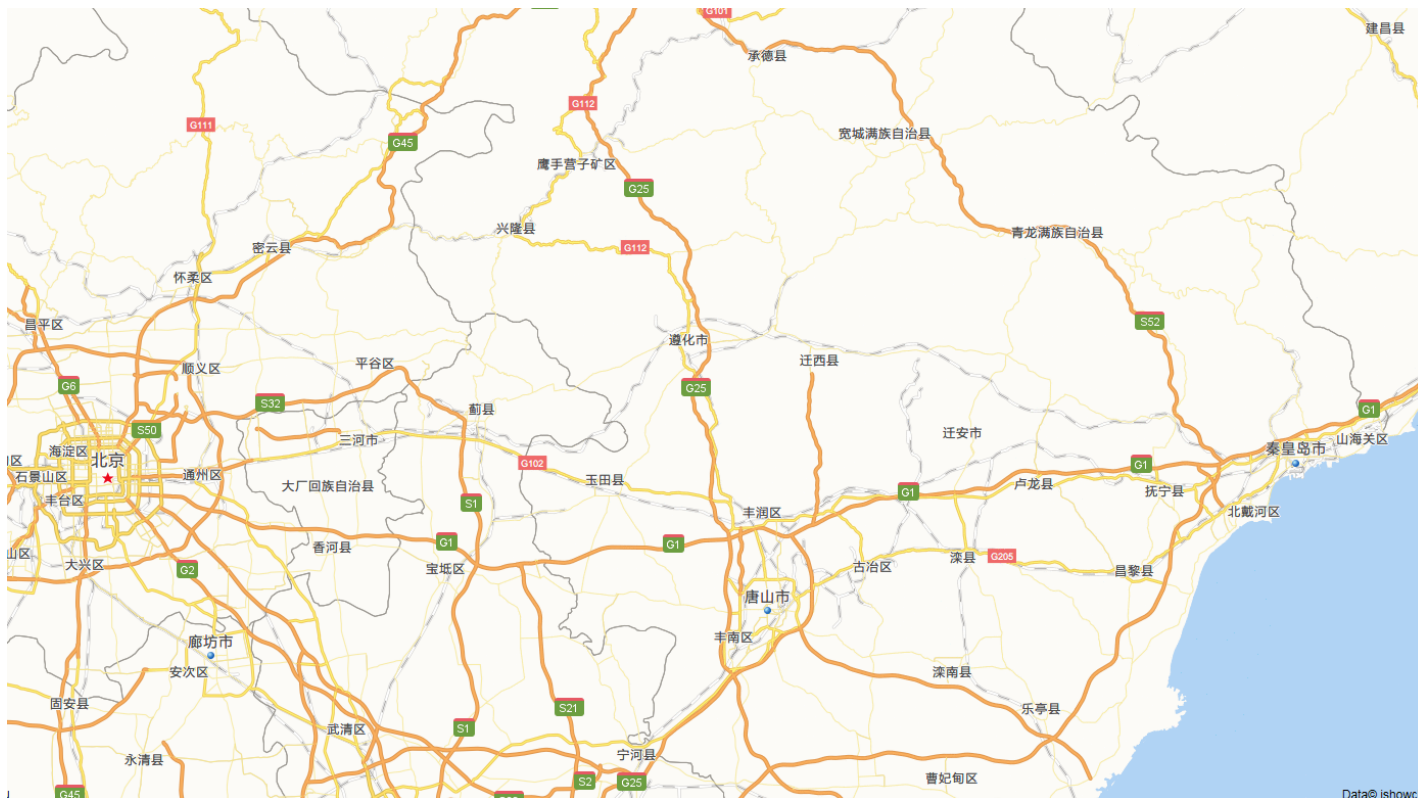 G101
建昌县
承德县
G112
G111
宽城满族自治县
G45
鹰手营子矿区
G25
兴隆县
青龙满族自治县
密云县
G112
怀柔区
昌平区
S52
遵化市
迁西县
平谷区
顺义区
G6
G25
S32
G1
蓟县
S50
迁安市
三河市
山海关区
海淀区
秦皇岛市
北京
G102
G1
石景山区
通州区
玉田县
卢龙县
大厂回族自治县
G1
抚宁县
丰台区
S1
丰润区
北戴河区
G1
G1
香河县
山区
G205
滦县
大兴区
G2
宝坻区
古冶区
昌黎县
唐山市
丰南区
廊坊市
安次区
滦南县
固安县
S21
乐亭县
武清区
S1
宁河县
永清县
S2
G25
曹妃甸区
G45
Data© ishowc